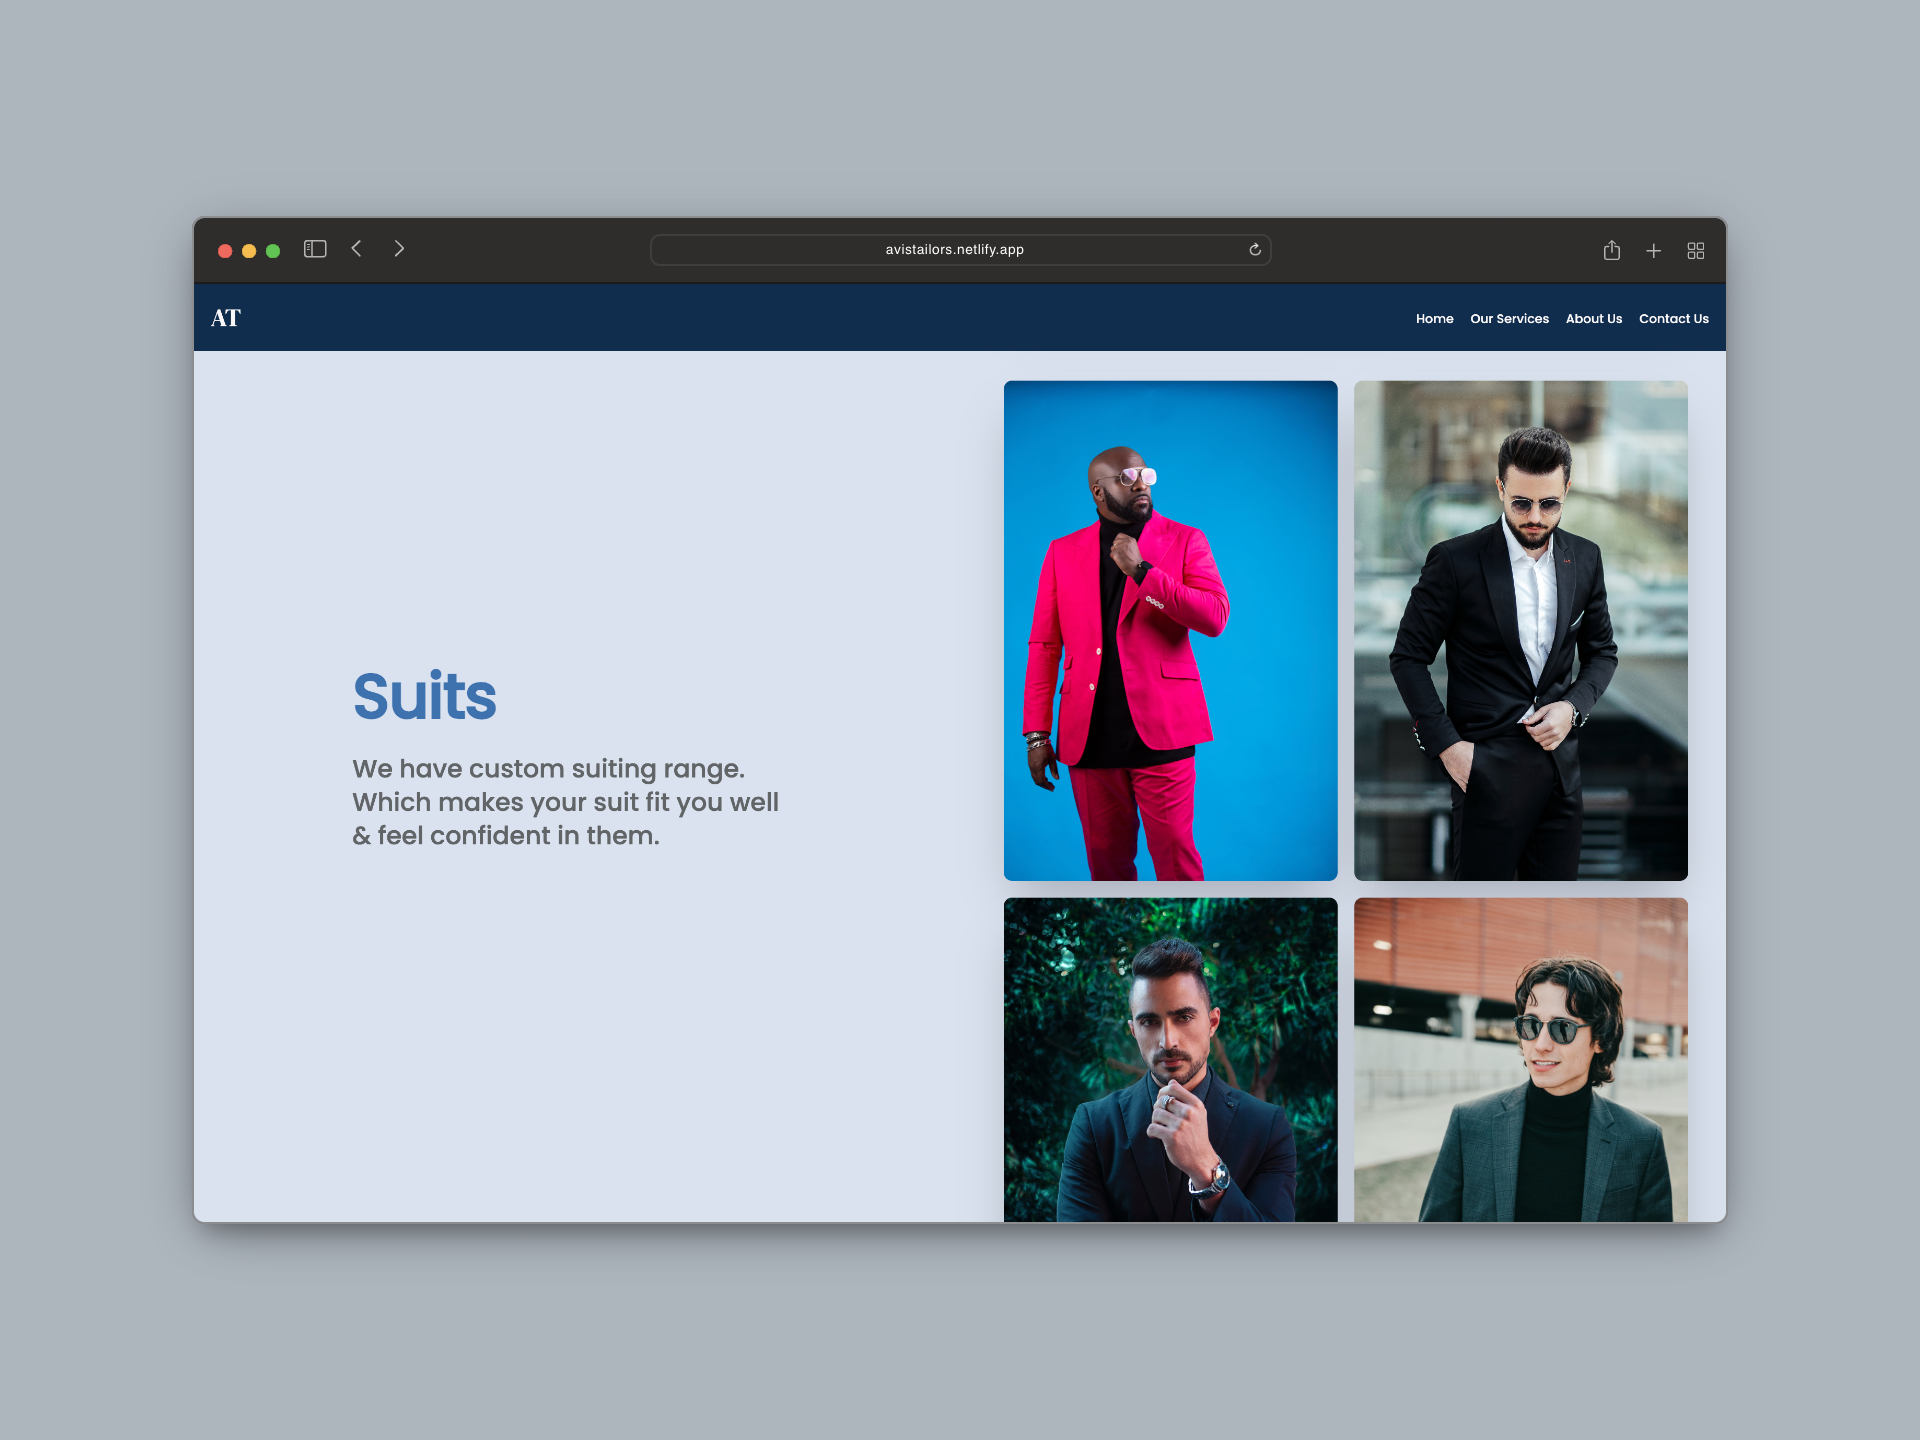 avistailors.netlify.app
AT
Home Our Services About Us Contact Us
Suits
We have custom suiting range.
Which makes your suit fit you well
& feel confident in them.